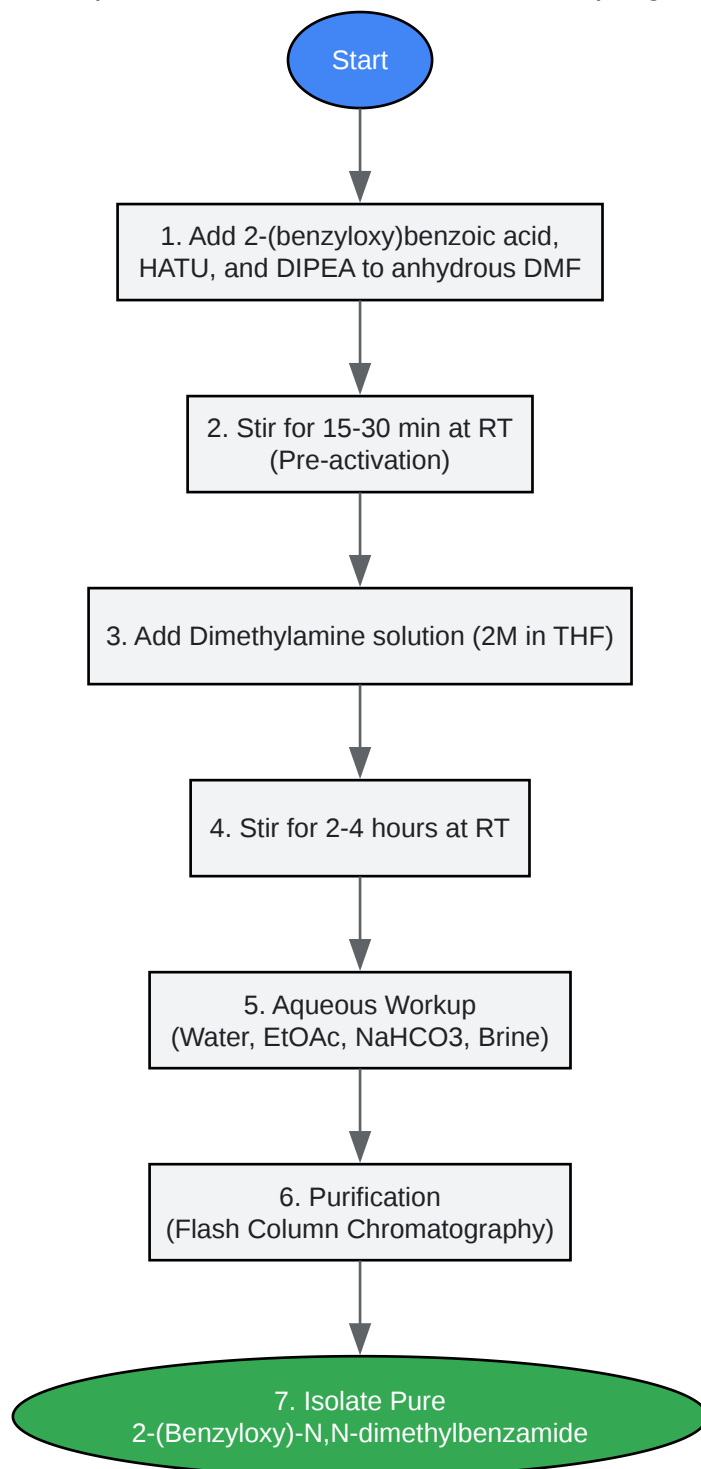 Start
1. Add 2-(benzyloxy)benzoic acid,
HATU, and DIPEA to anhydrous DMF
2. Stir for 15-30 min at RT
(Pre-activation)
3. Add Dimethylamine solution (2M in THF)
4. Stir for 2-4 hours at RT
5. Aqueous Workup
(Water, EtOAc, NaHCO3, Brine)
6. Purification
(Flash Column Chromatography)
7. Isolate Pure
2-(Benzyloxy)-N,N-dimethylbenzamide